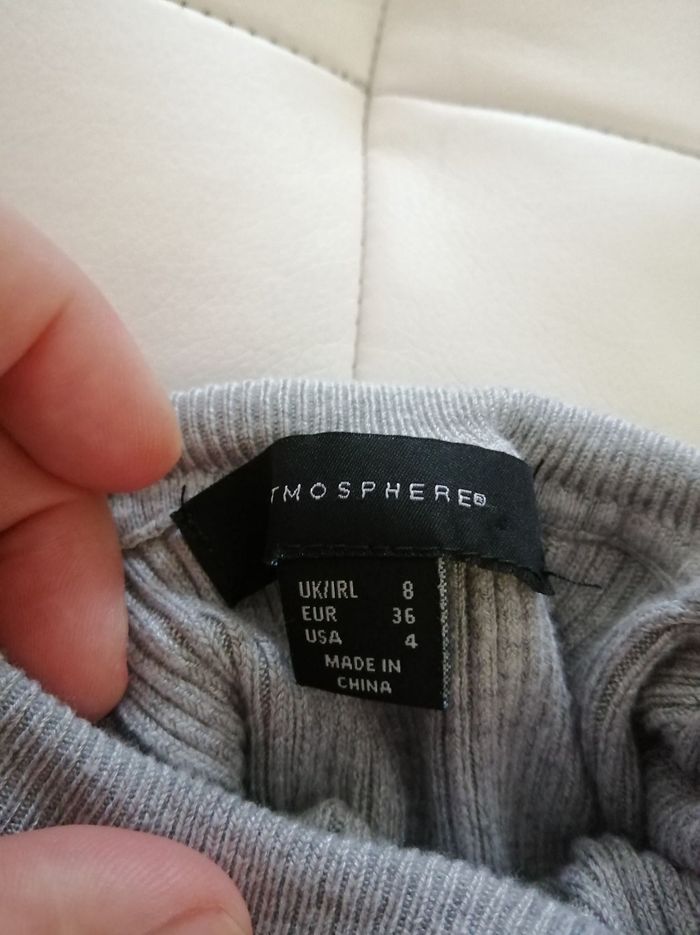 TMOSPHERE®
UK/IRL 8
EUR 36
USA 4
MADE IN
CHINA